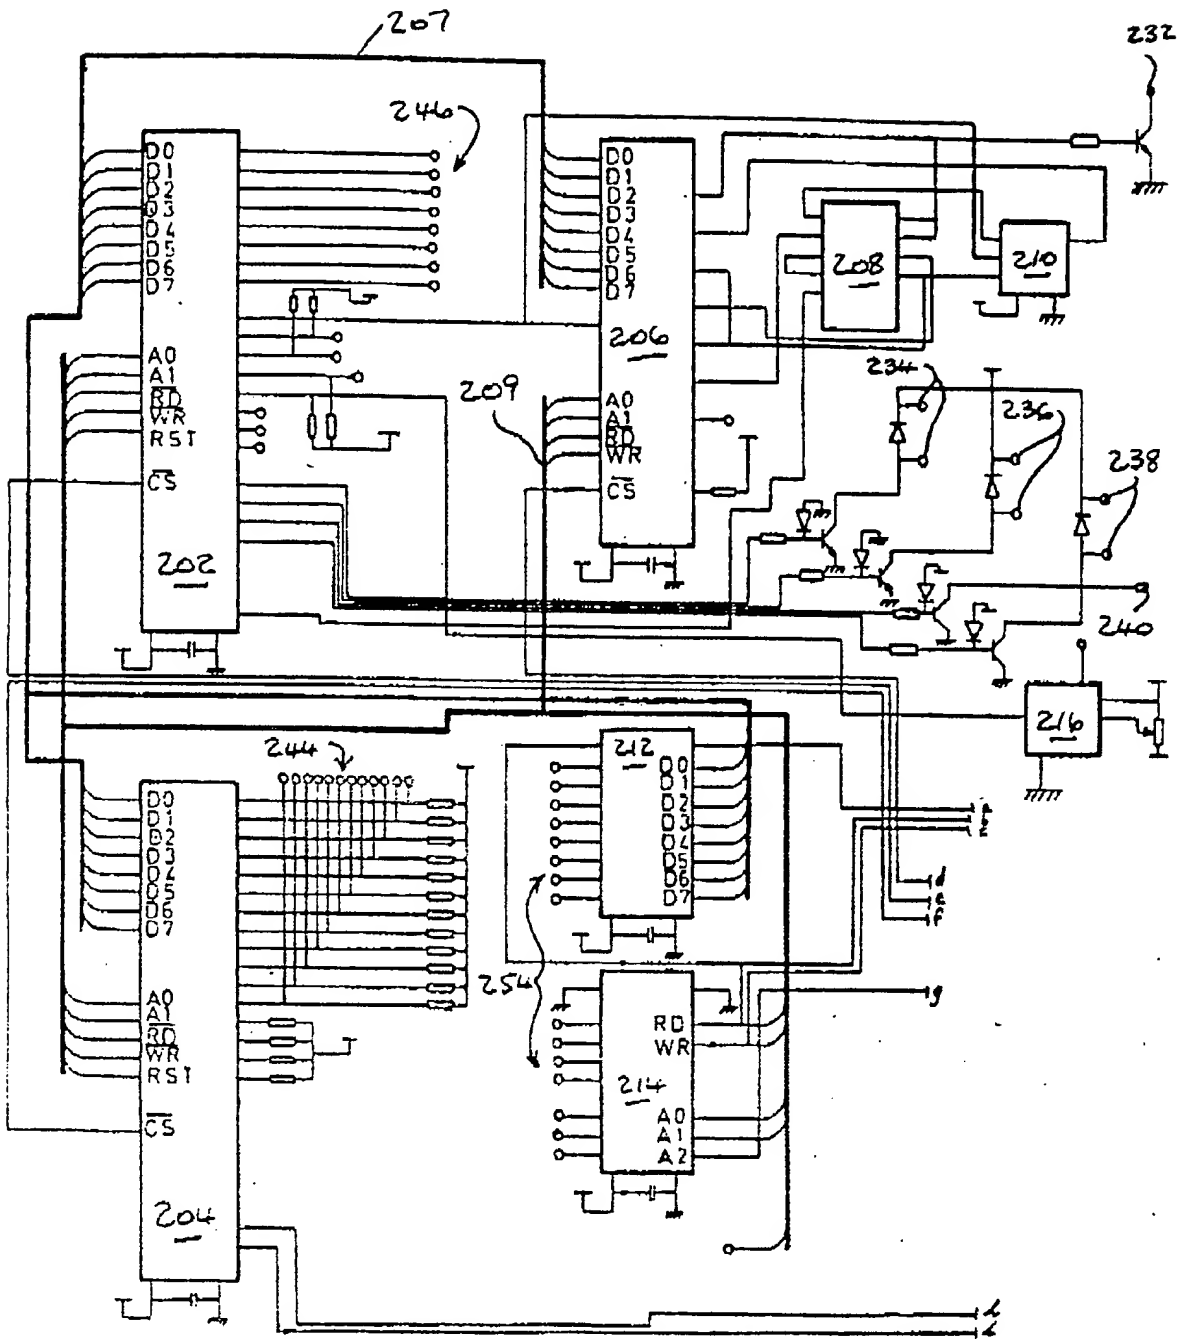 207
232
246
D0
D1
D2
D3
D4
D5
D6
D7
D0
D1
D2
D3
D4
D5
D6
D7
208
210
206
234
236
238
A0
A1
RD
WR
RST
CS
209
A0
A1
RD
WR
CS
202
240
216
244
212
D0
D1
D2
D3
D4
D5
D6
D7
D0
D1
D2
D3
D4
D5
D6
D7
d
e
f
254
g
A0
A1
RD
WR
RST
CS
RD
WR
214
A0
A1
A2
204